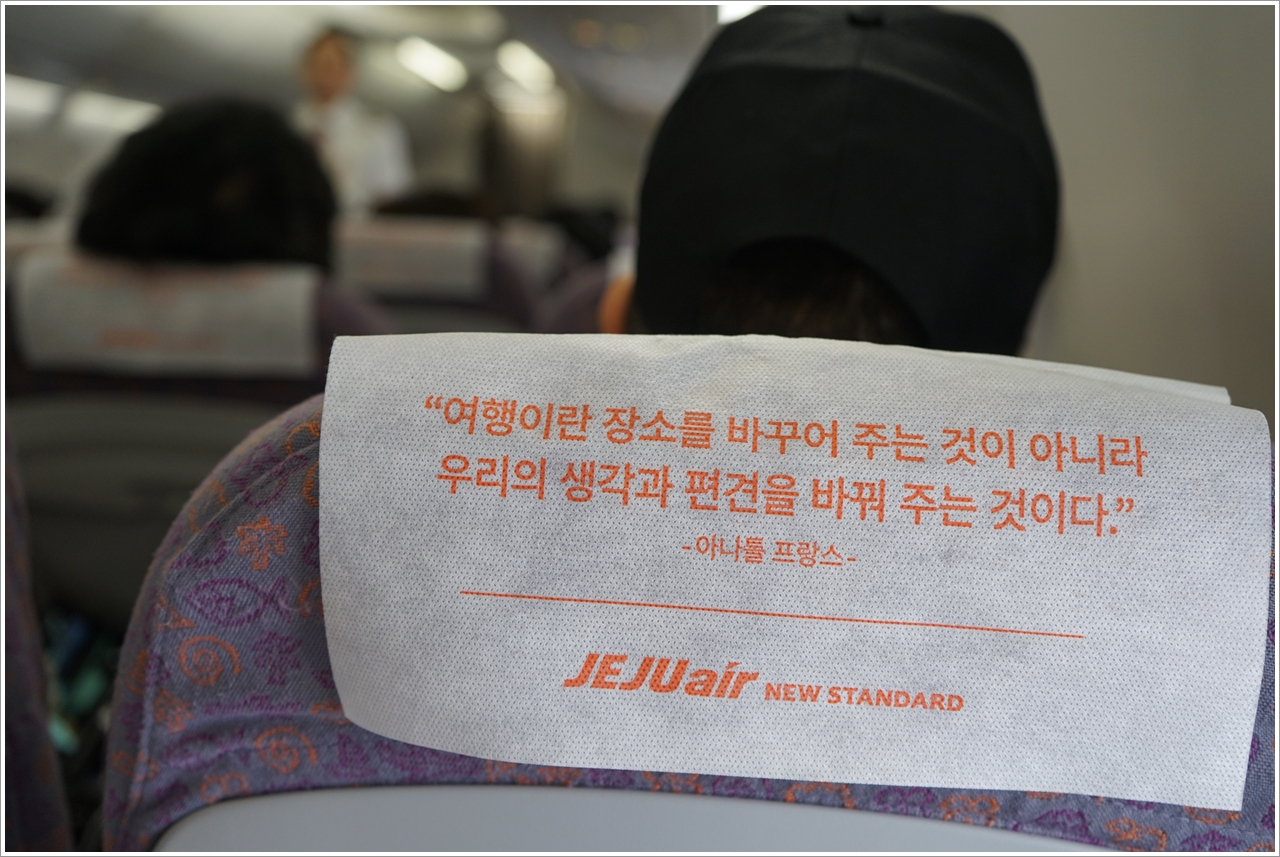 “여행이란 장소를 바꾸어 주는 것이 아니라
우리의 생각과 편견을 바꿔 주는 것이다.”
-아나톨 프랑스-
JEJUair NEW STANDARD